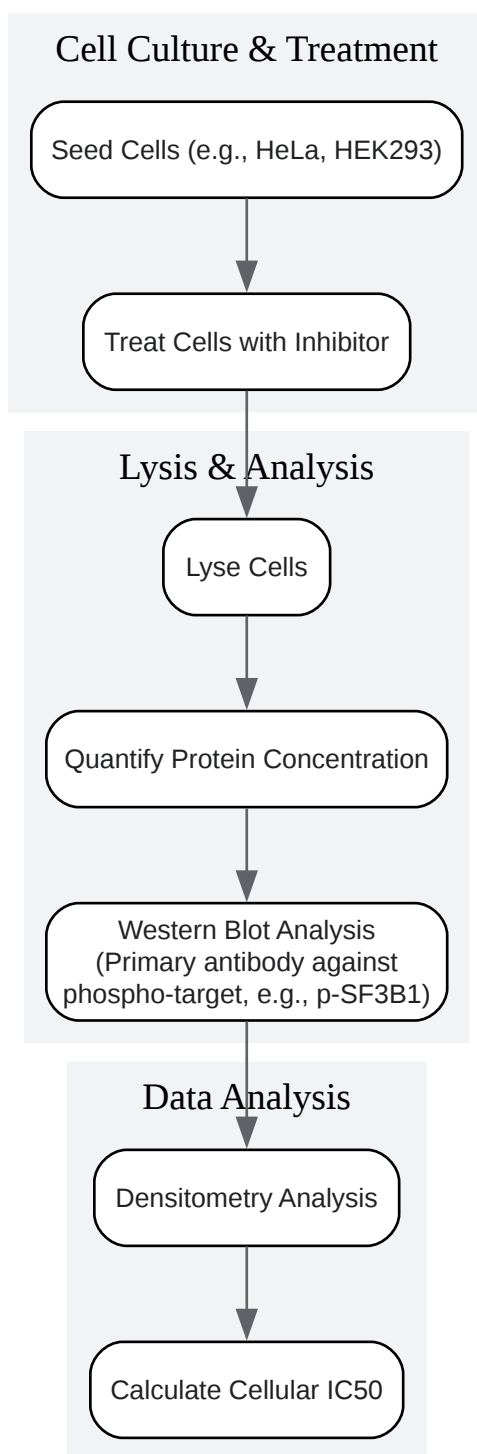 Cell Culture & Treatment
Seed Cells (e.g., HeLa, HEK293)
Treat Cells with Inhibitor
Lysis & Analysis
Lyse Cells
Quantify Protein Concentration
Western Blot Analysis
(Primary antibody against
phospho-target, e.g., p-SF3B1)
Data Analysis
Densitometry Analysis
Calculate Cellular IC50